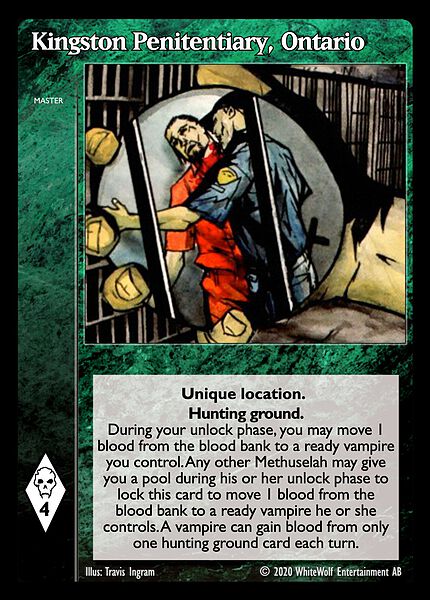 Kingston Penitentiary, Ontario
MASTER
Unique location.
Hunting ground.
During your unlock phase, you may move 1
blood from the blood bank to a ready vampire
you control. Any other Methuselah may give
you a pool during his or her unlock phase to
lock this card to move 1 blood from the
blood bank to a ready vampire he or she
controls. A vampire can gain blood from only
one hunting ground card each turn.
4
Illus: Travis Ingram
© 2020 WhiteWolf Entertainment AB